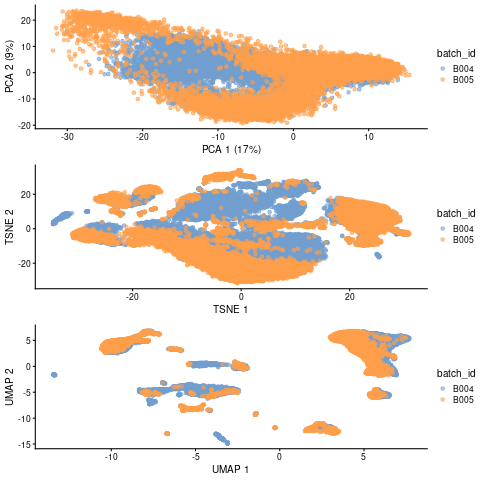 PCA 2 (9%)
20
10
0
-10
-20
-30
-20
-10
0
10
PCA 1 (17%)
batch_id
B004
B005
TSNE 2
20
0
-20
-20
0
20
TSNE 1
batch_id
B004
B005
UMAP 2
5
0
-5
-10
-15
-10
-5
0
5
UMAP 1
batch_id
B004
B005